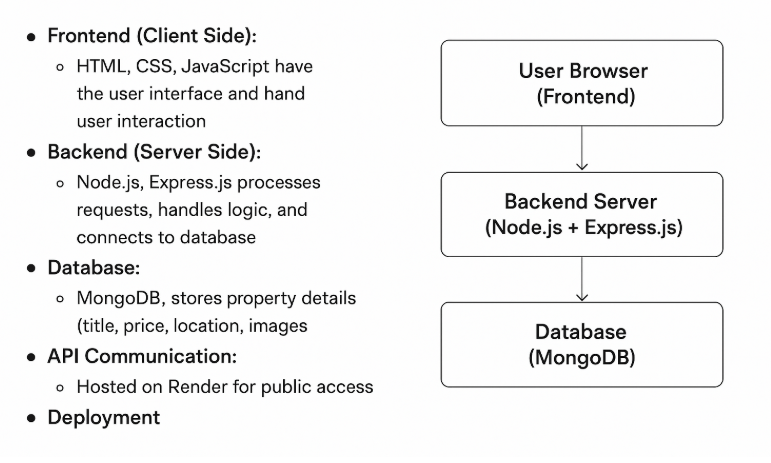 • Frontend (Client Side):
◦ HTML, CSS, JavaScript have
the user interface and hand
user interaction
• Backend (Server Side):
◦ Node.js, Express.js processes
requests, handles logic, and
connects to database
• Database:
◦ MongoDB, stores property details
(title, price, location, images
• API Communication:
◦ Hosted on Render for public access
• Deployment
User Browser
(Frontend)
Backend Server
(Node.js + Express.js)
Database
(MongoDB)